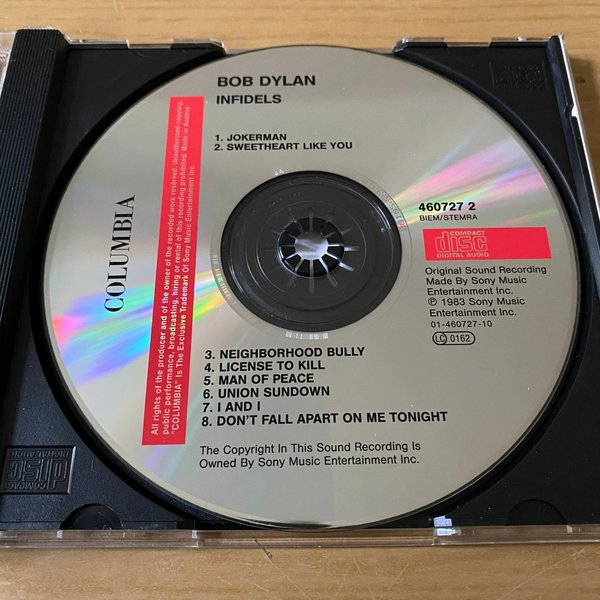 BOB DYLAN
INFIDELS
1. JOKERMAN
2. SWEETHEART LIKE YOU
COLUMBIA
All rights of the producer and of the owner of the recorded work reserved. Unauthorised copying,
public performance, broadcasting, hiring or rental of this recording prohibited. Made in Austria.
"COLUMBIA" Is The Exclusive Trademark Of Sony Music Entertainment Inc.
460727 2
BIEM/STEMRA
COMPACT
disc
DIGITAL AUDIO
Original Sound Recording
Made By Sony Music
Entertainment Inc.
℗ 1983 Sony Music
Entertainment Inc.
01-460727-10
LC 0162
3. NEIGHBORHOOD BULLY
4. LICENSE TO KILL
5. MAN OF PEACE
6. UNION SUNDOWN
7. I AND I
8. DON'T FALL APART ON ME TONIGHT
The Copyright In This Sound Recording Is
Owned By Sony Music Entertainment Inc.
COMPACT
disc
DIGITAL AUDIO